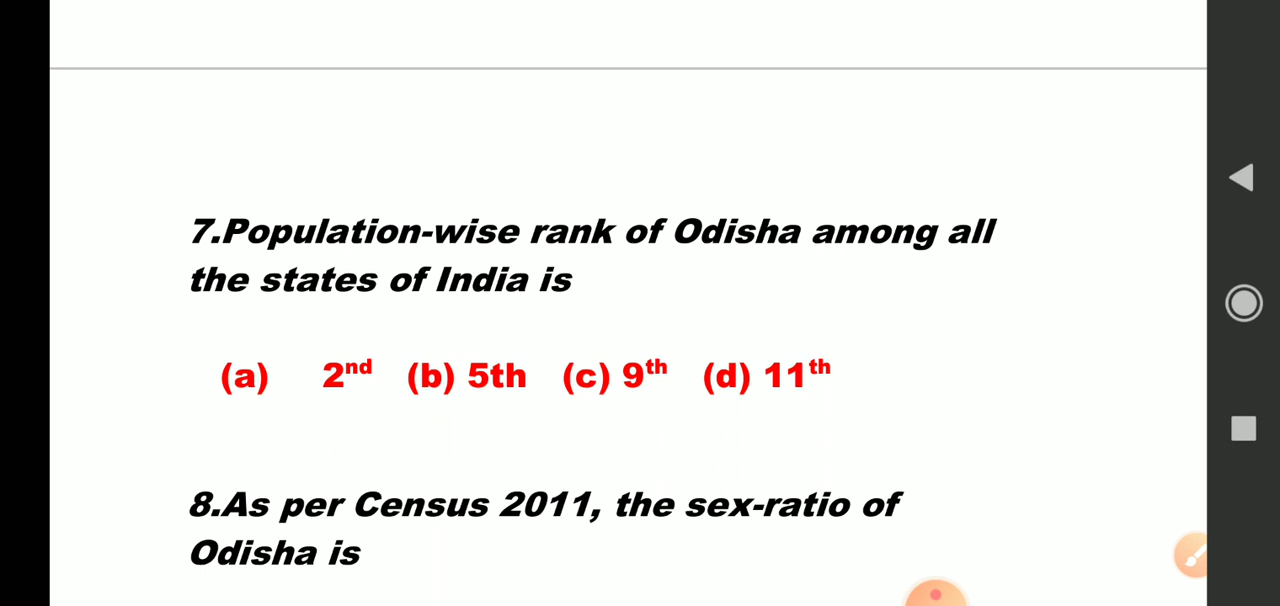 7.Population-wise rank of Odisha among all
the states of India is
(a) 2nd (b) 5th (c) 9th (d) 11th
8.As per Census 2011, the sex-ratio of
Odisha is